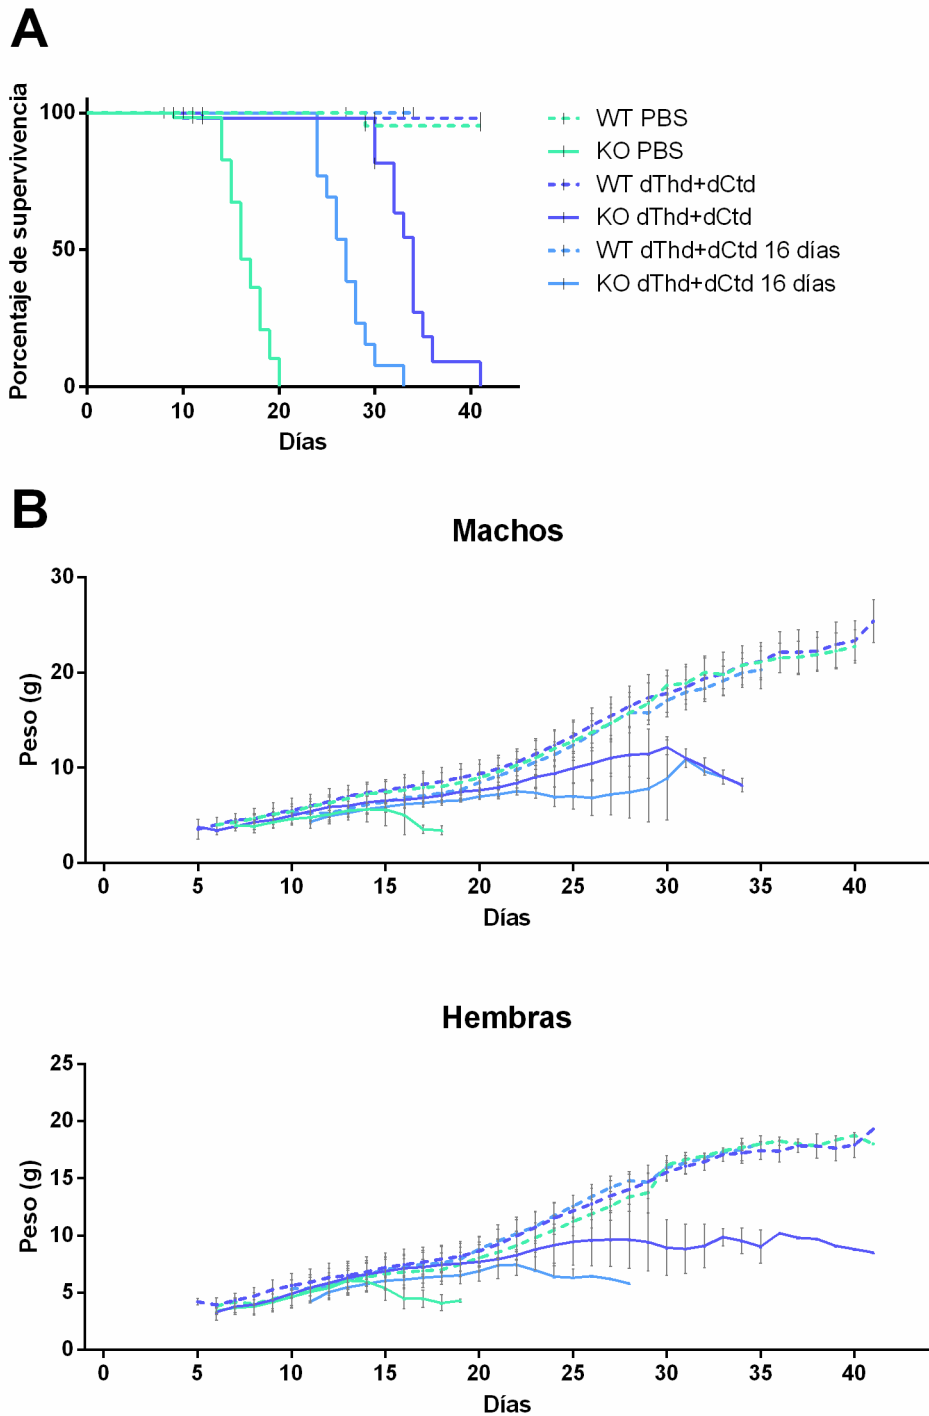 A
Porcentaje de supervivencia
100
50
0
0 10 20 30 40
Días
WT PBS
KO PBS
WT dThd+dCtd
KO dThd+dCtd
WT dThd+dCtd 16 días
KO dThd+dCtd 16 días
B
Machos
Peso (g)
30
20
10
0
0 5 10 15 20 25 30 35 40
Días
Hembras
Peso (g)
25
20
15
10
5
0
0 5 10 15 20 25 30 35 40
Días